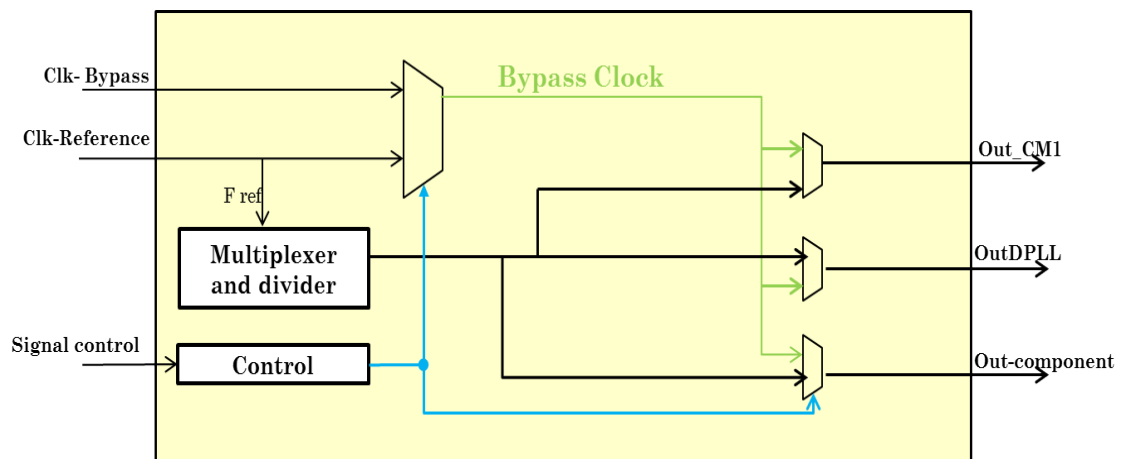 Clk- Bypass
Bypass Clock
Clk-Reference
Out_CM1
F ref
Multiplexer
and divider
OutDPLL
Signal control
Control
Out-component